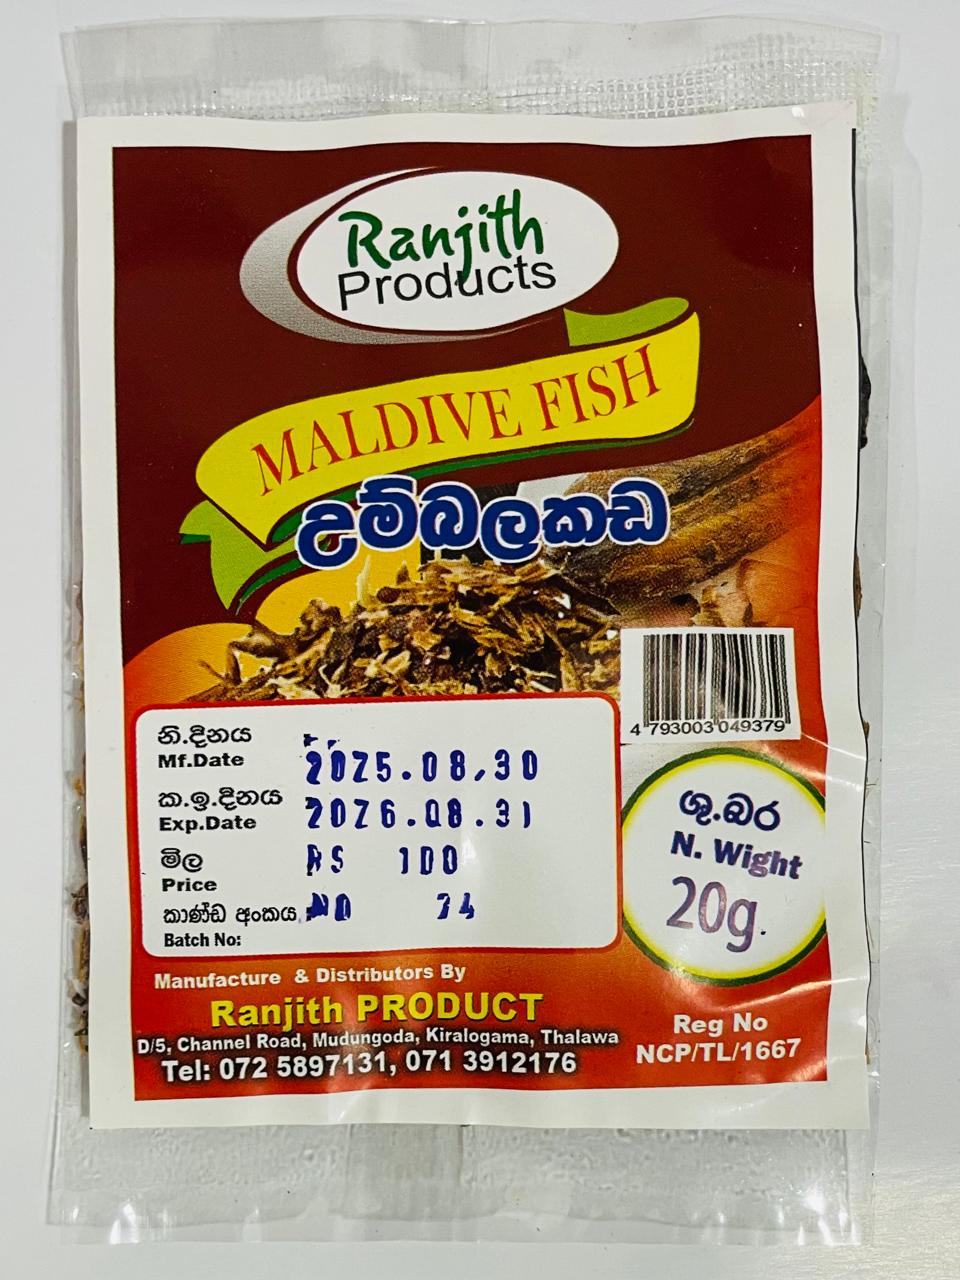 Ranjith
Products
MALDIVE FISH
උම්බලකඩ
4 793003 049379
නි.දිනය
Mf.Date
2025.08.30
ක.ඉ.දිනය
Exp.Date
2026.08.31
මිල
Price
RS 100
කාණ්ඩ අංකය
Batch No:
NO 24
ශු.බර
N. Wight
20g.
Manufacture & Distributors By
Ranjith PRODUCT
D/5, Channel Road, Mudungoda, Kiralogama, Thalawa
Tel: 072 5897131, 071 3912176
Reg No
NCP/TL/1667